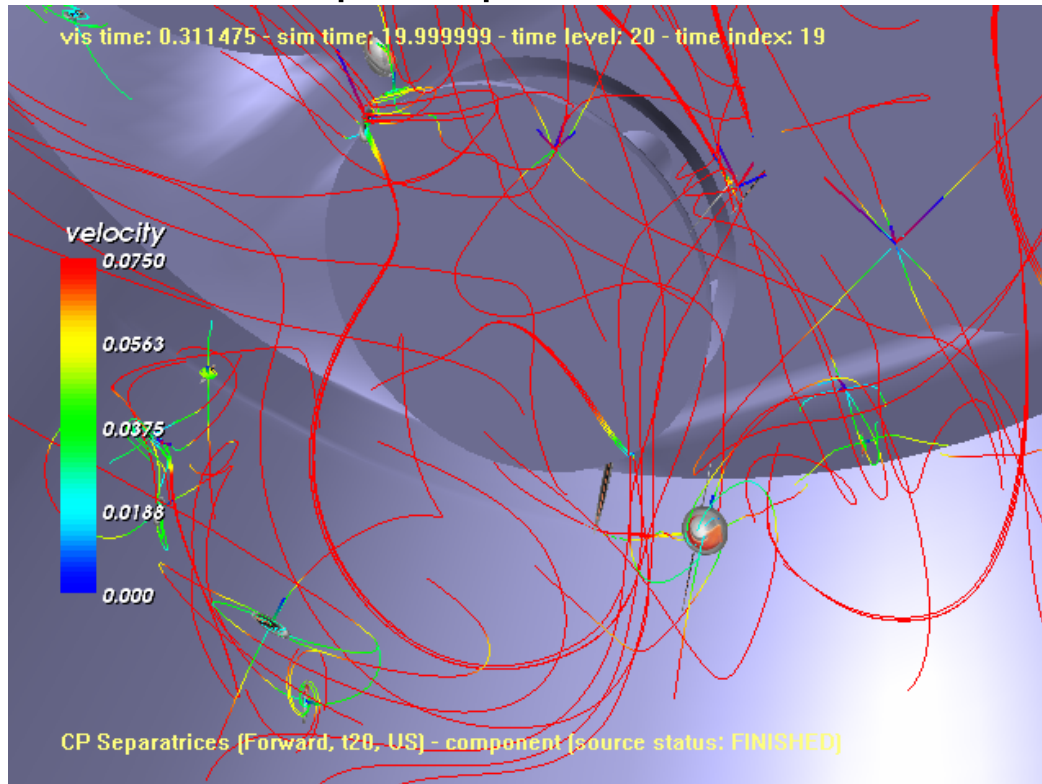 vis time: 0.311475 - sim time: 19.999999 - time level: 20 - time index: 19
velocity
0.0750
0.0563
0.0375
0.0188
0.000
CP Separatrices (Forward, t20, US) - component (source status: FINISHED)